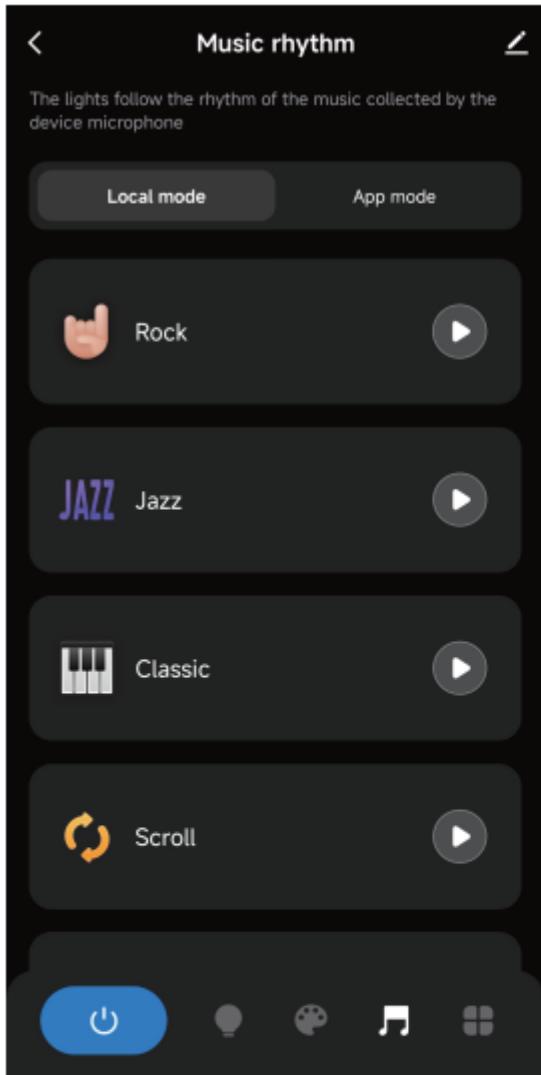 Music rhythm
The lights follow the rhythm of the music collected by the
device microphone
Local mode
App mode
Rock
JAZZ Jazz
Classic
Scroll